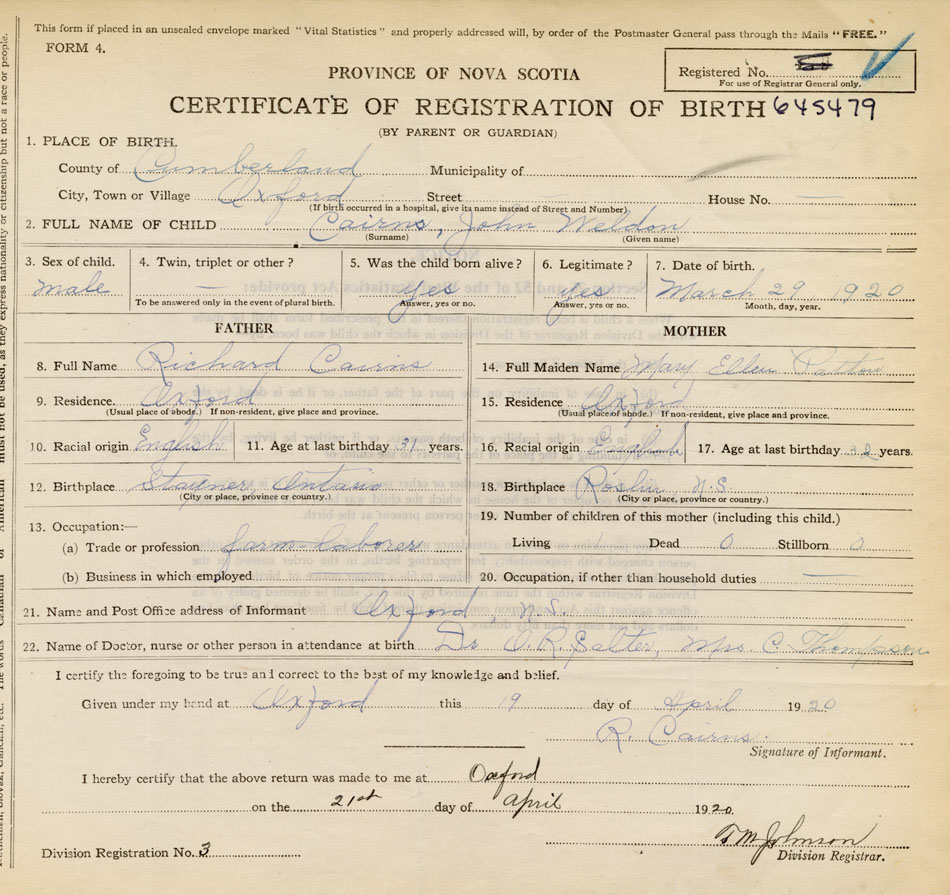 This form if placed in an unsealed envelope marked "Vital Statistics" and properly addressed will, by order of the Postmaster General pass through the Mails "FREE."
FORM 4.
Registered No.
For use of Registrar General only.
PROVINCE OF NOVA SCOTIA
CERTIFICATE OF REGISTRATION OF BIRTH 645479
(BY PARENT OR GUARDIAN)
1. PLACE OF BIRTH.
County of Cumberland Municipality of
City, Town or Village Oxford Street House No.
(If birth occurred in a hospital, give its name instead of Street and Number).
2. FULL NAME OF CHILD Cairns, John Weldon
(Surname) (Given name)
3. Sex of child. 4. Twin, triplet or other? 5. Was the child born alive? 6. Legitimate? 7. Date of birth.
male — yes yes March 29, 1920
To be answered only in the event of plural birth. Answer, yes or no. Answer, yes or no. Month, day, year.
FATHER MOTHER
8. Full Name Richard Cairns 14. Full Maiden Name Mary Ellen Patton
9. Residence. Oxford 15. Residence Oxford
(Usual place of abode.) If non-resident, give place and province. (Usual place of abode.) If non-resident, give place and province.
10. Racial origin English 11. Age at last birthday 31 years. 16. Racial origin English 17. Age at last birthday 32 years.
12. Birthplace Stayner Ontario 18. Birthplace Roslin, N.S.
(City or place, province or country.) (City or place, province or country.)
13. Occupation:— 19. Number of children of this mother (including this child.)
(a) Trade or profession farm laborer Living 1 Dead 0 Stillborn 0
(b) Business in which employed 20. Occupation, if other than household duties —
21. Name and Post Office address of Informant Oxford, N.S.
22. Name of Doctor, nurse or other person in attendance at birth Dr. O.R. Salter, Mrs C. Thompson
I certify the foregoing to be true and correct to the best of my knowledge and belief.
Given under my hand at Oxford this 19 day of April 1920
R. Cairns
Signature of Informant.
I hereby certify that the above return was made to me at Oxford
on the 21st day of April 1920.
T M Johnson
Division Registration No. 3 Division Registrar.